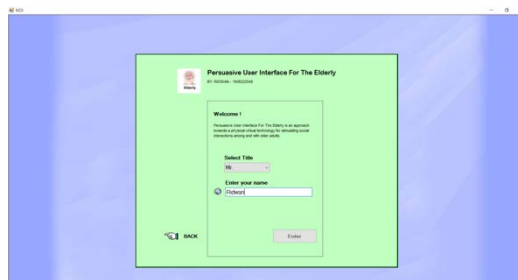 Persuasive User Interface For The Elderly
Elderly
Welcome !
Persuasive User Interface For The Elderly is an approach
towards a physical-virtual technology for stimulating social
interactions among and with older adults.
Select Title
Mr.
Enter your name
Ridwan
BACK
Enter